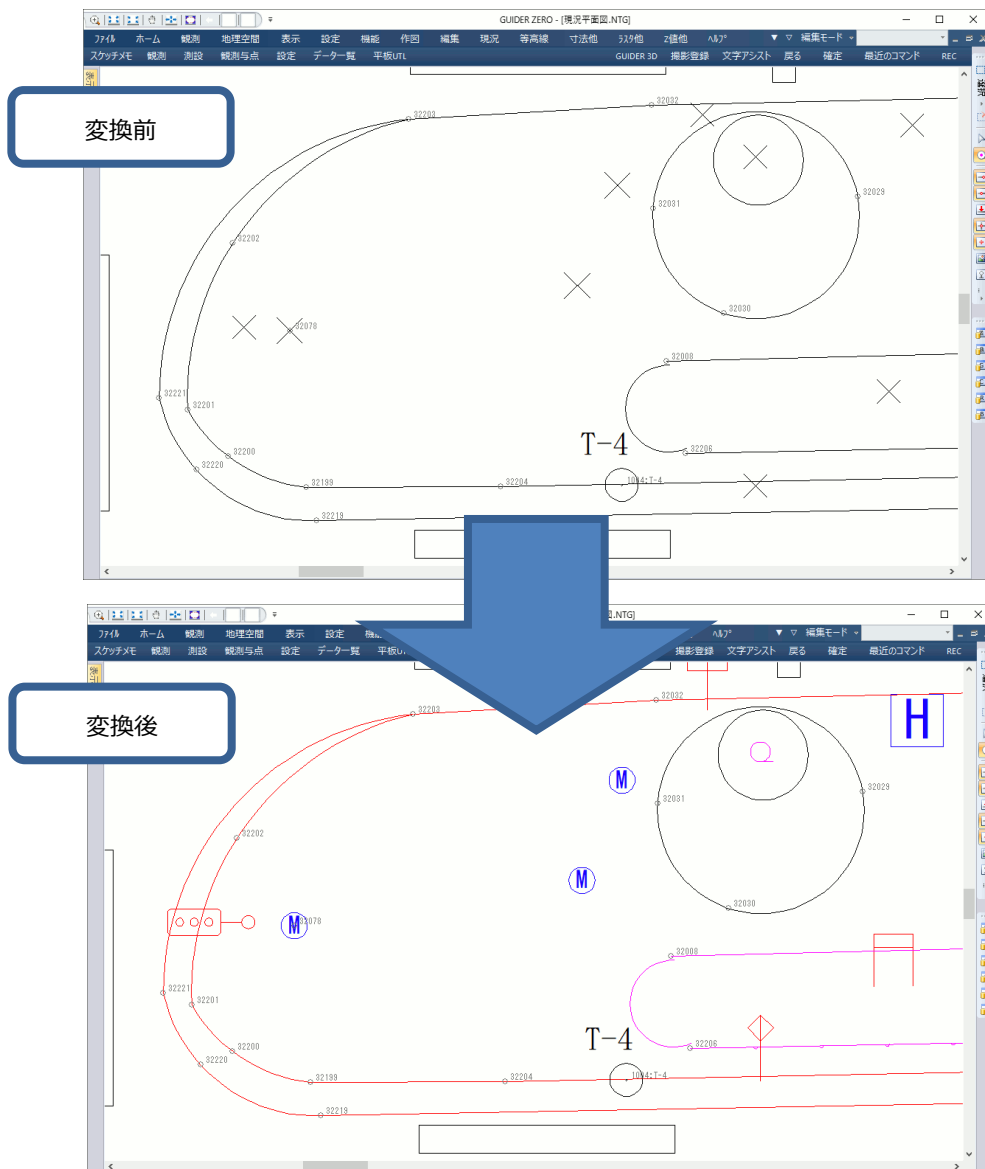 GUIDER ZERO - [現況平面図.NTG]
ﾌｧｲﾙ ホーム 観測 地理空間 表示 設定 機能 作図 編集 現況 等高線 寸法他 ﾗｽﾀ他 Z値他 ﾍﾙﾌﾟ ▼ ▽ 編集モード
スケッチメモ 観測 測設 観測与点 設定 データ一覧 平板UTL GUIDER 3D 撮影登録 文字アシスト 戻る 確定 最近のコマンド REC
変換前
32203
32032
32031
32029
32202
32030
32078
32008
32221
32201
T-4
32206
32200
32220
32199
32204
1004:T-4
32219
.NTG]
ﾌｧｲﾙ ホーム 観測 地理空間 表示 設定 ﾍﾙﾌﾟ ▼ ▽ 編集モード
スケッチメモ 観測 測設 観測与点 設定 データ一覧 撮影登録 文字アシスト 戻る 確定 最近のコマンド REC
変換後
32203
32032
H
M
32031
32029
32202
M
32030
M
32078
32008
32221
32201
T-4
32206
32200
32220
32199
32204
1004:T-4
32219